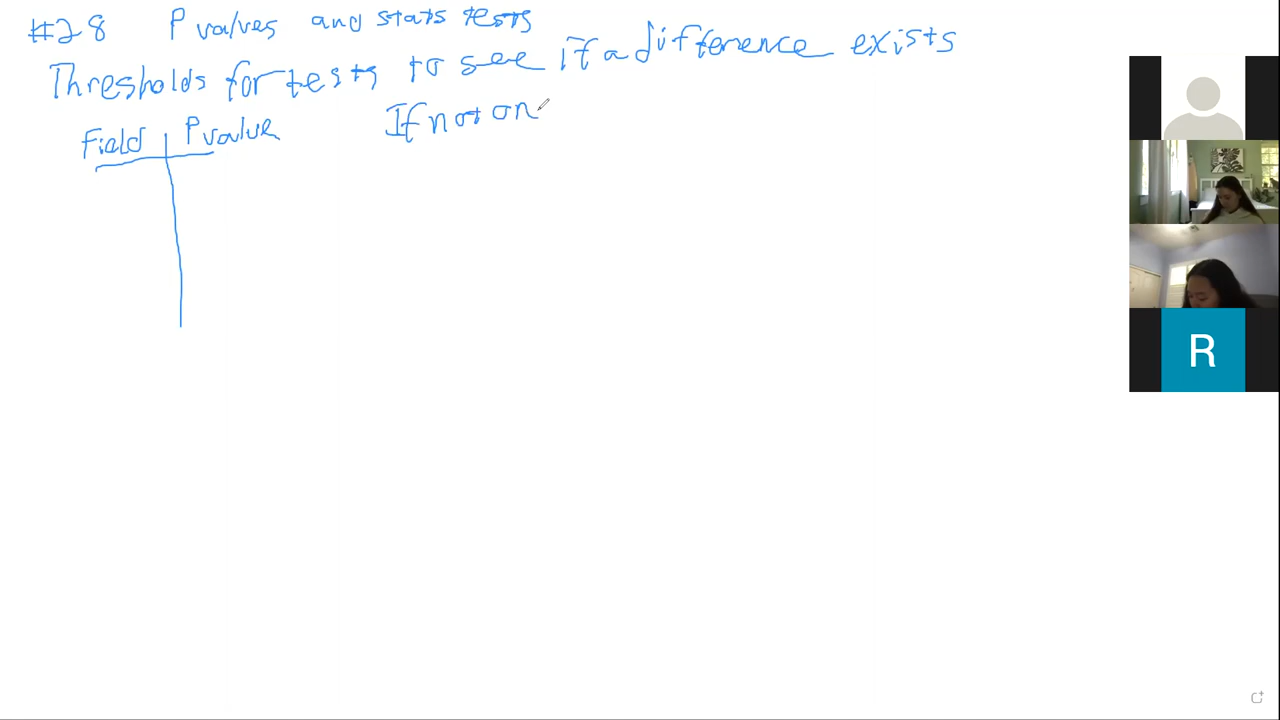 #28 P values and stats tests
Thresholds for tests to see if a difference exists
If not on
Field P value
R